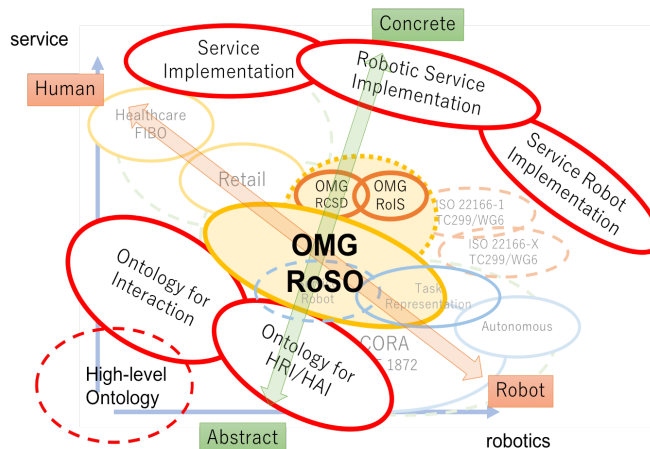 service
Concrete
Service
Implementation
Robotic Service
Implementation
Human
Healthcare
FIBO
Service Robot
Implementation
Retail
OMG
RCSD
OMG
RoIS
ISO 22166-1
TC299/WG6
ISO 22166-X
TC299/WG6
OMG
RoSO
Ontology for
Interaction
Robot
Task
Representation
Autonomous
Ontology for
HRI/HAI
CORA
1872
High-level
Ontology
Robot
Abstract
robotics